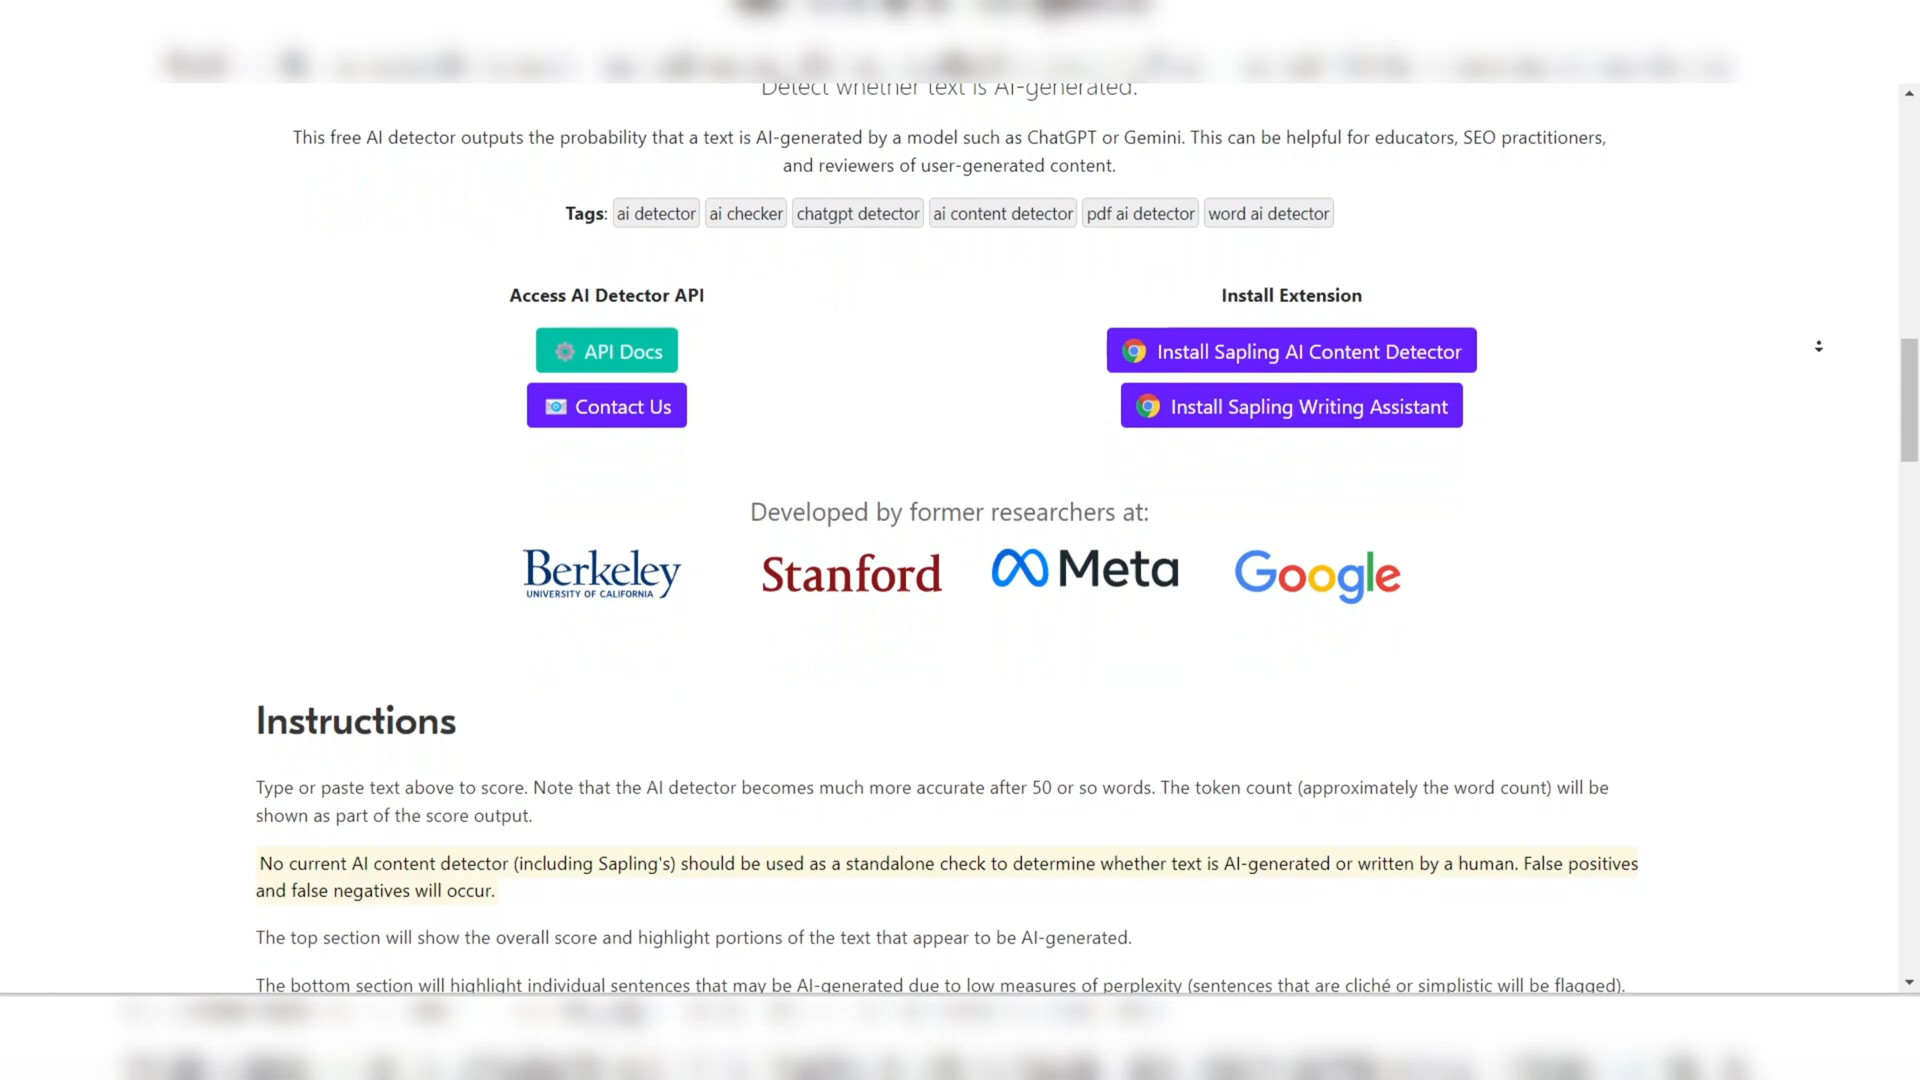 Detect whether text is AI-generated.
This free AI detector outputs the probability that a text is AI-generated by a model such as ChatGPT or Gemini. This can be helpful for educators, SEO practitioners,
and reviewers of user-generated content.
Tags: ai detector ai checker chatgpt detector ai content detector pdf ai detector word ai detector
Access AI Detector API
Install Extension
API Docs
Install Sapling AI Content Detector
Contact Us
Install Sapling Writing Assistant
Developed by former researchers at:
Berkeley
UNIVERSITY OF CALIFORNIA
Stanford
Meta
Google
Instructions
Type or paste text above to score. Note that the AI detector becomes much more accurate after 50 or so words. The token count (approximately the word count) will be
shown as part of the score output.
No current AI content detector (including Sapling's) should be used as a standalone check to determine whether text is AI-generated or written by a human. False positives
and false negatives will occur.
The top section will show the overall score and highlight portions of the text that appear to be AI-generated.
The bottom section will highlight individual sentences that may be AI-generated due to low measures of perplexity (sentences that are cliché or simplistic will be flagged).